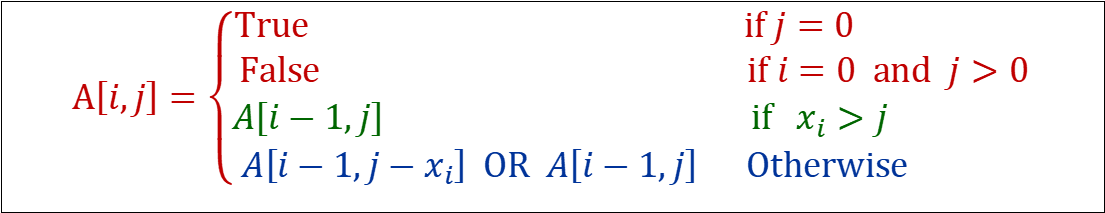 True if j = 0
False if i = 0 and j > 0
A[i, j] =
A[i − 1, j] if x_i > j
A[i − 1, j − x_i] OR A[i − 1, j] Otherwise